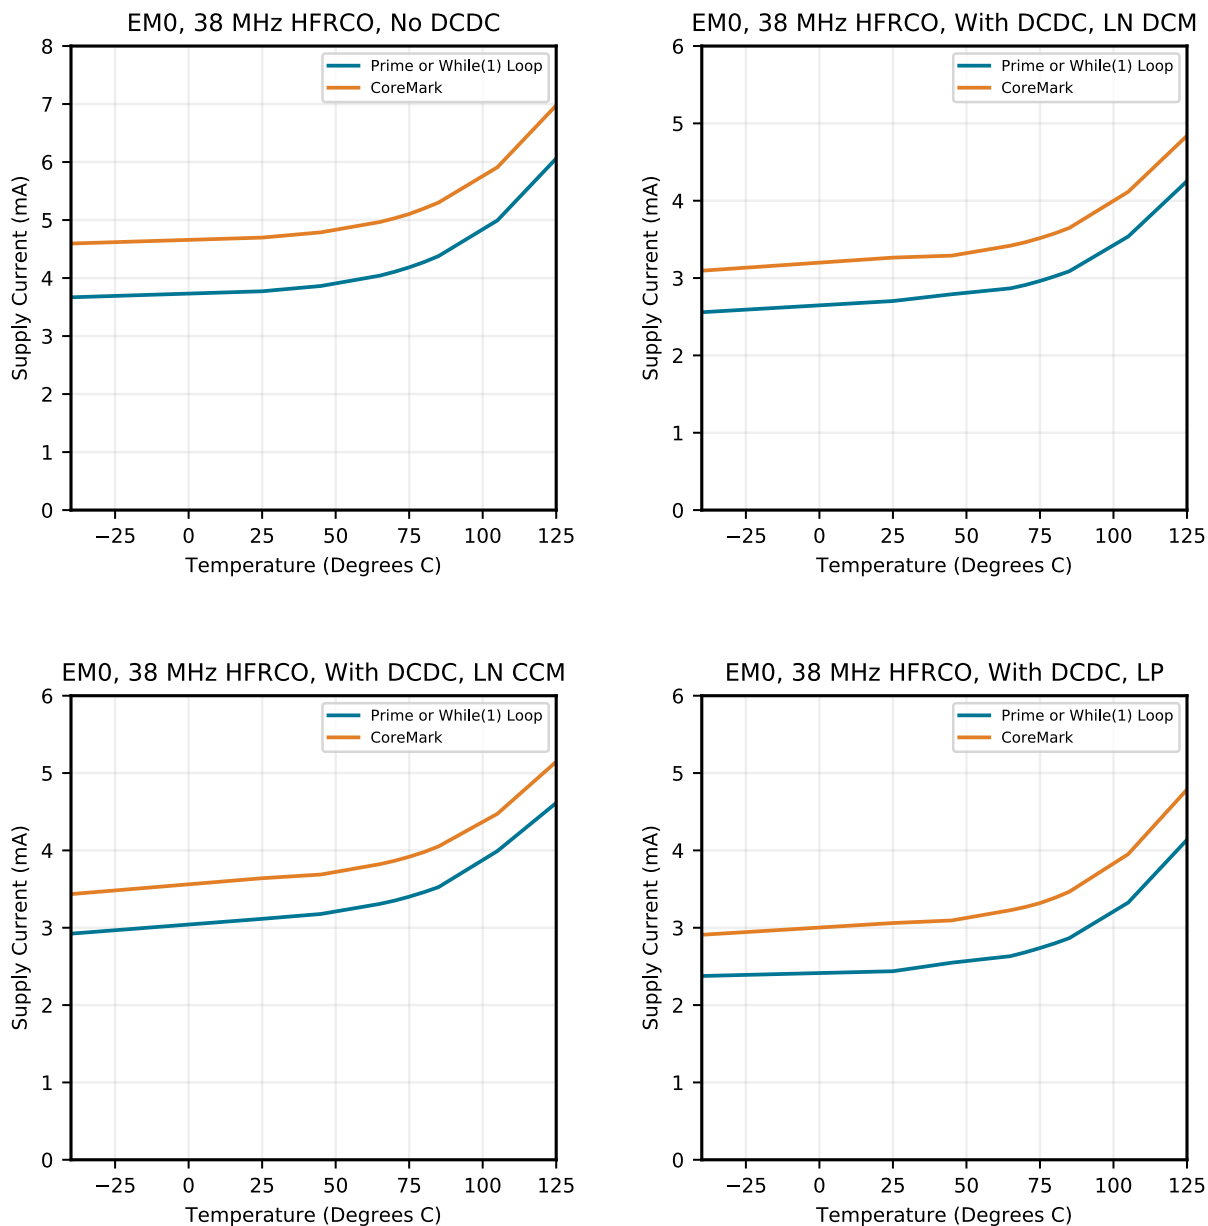 EM0, 38 MHz HFRCO, No DCDC
8
7
6
5
4
3
2
1
0
Supply Current (mA)
Prime or While(1) Loop
CoreMark
−25 0 25 50 75 100 125
Temperature (Degrees C)
EM0, 38 MHz HFRCO, With DCDC, LN DCM
6
5
4
3
2
1
0
Supply Current (mA)
Prime or While(1) Loop
CoreMark
−25 0 25 50 75 100 125
Temperature (Degrees C)
EM0, 38 MHz HFRCO, With DCDC, LN CCM
6
5
4
3
2
1
0
Supply Current (mA)
Prime or While(1) Loop
CoreMark
−25 0 25 50 75 100 125
Temperature (Degrees C)
EM0, 38 MHz HFRCO, With DCDC, LP
6
5
4
3
2
1
0
Supply Current (mA)
Prime or While(1) Loop
CoreMark
−25 0 25 50 75 100 125
Temperature (Degrees C)